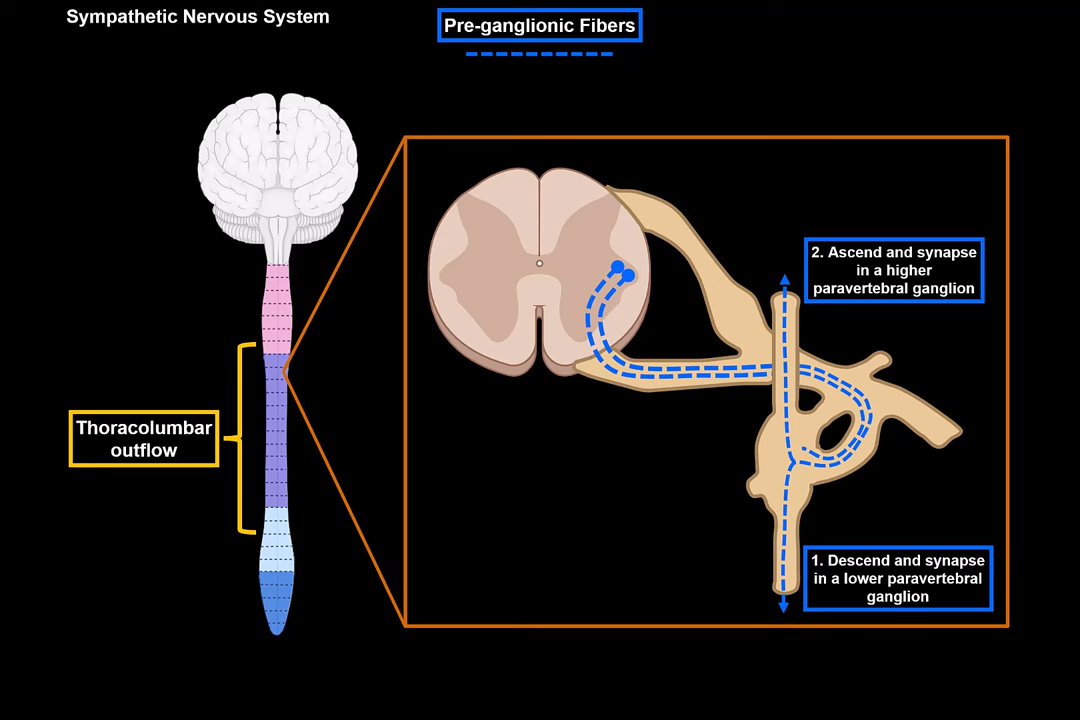 Sympathetic Nervous System
Pre-ganglionic Fibers
2. Ascend and synapse
in a higher
paravertebral ganglion
Thoracolumbar
outflow
1. Descend and synapse
in a lower paravertebral
ganglion